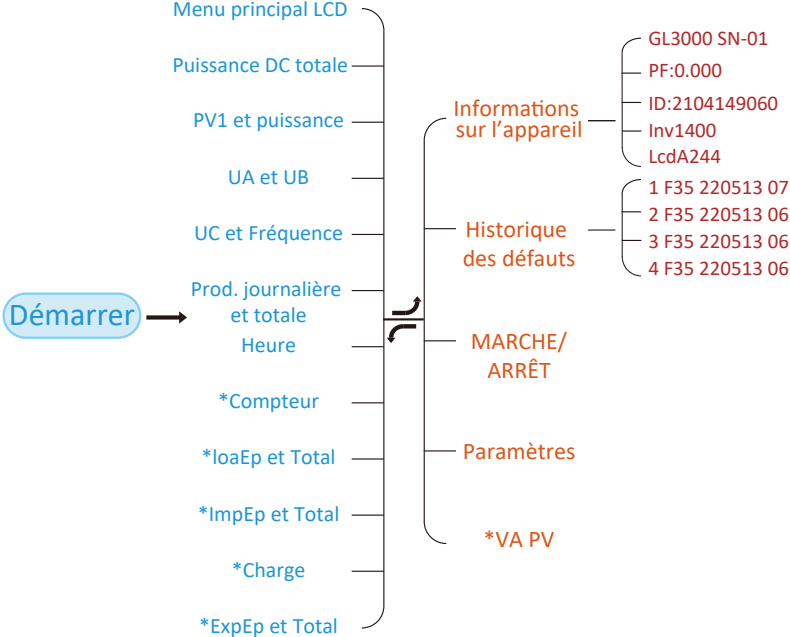 Démarrer
Menu principal LCD
Puissance DC totale
PV1 et puissance
UA et UB
UC et Fréquence
Prod. journalière
et totale
Heure
*Compteur
*loaEp et Total
*ImpEp et Total
*Charge
*ExpEp et Total
Informations
sur l'appareil
Historique
des défauts
MARCHE/
ARRÊT
Paramètres
*VA PV
GL3000 SN-01
PF:0.000
ID:2104149060
Inv1400
LcdA244
1 F35 220513 07
2 F35 220513 06
3 F35 220513 06
4 F35 220513 06